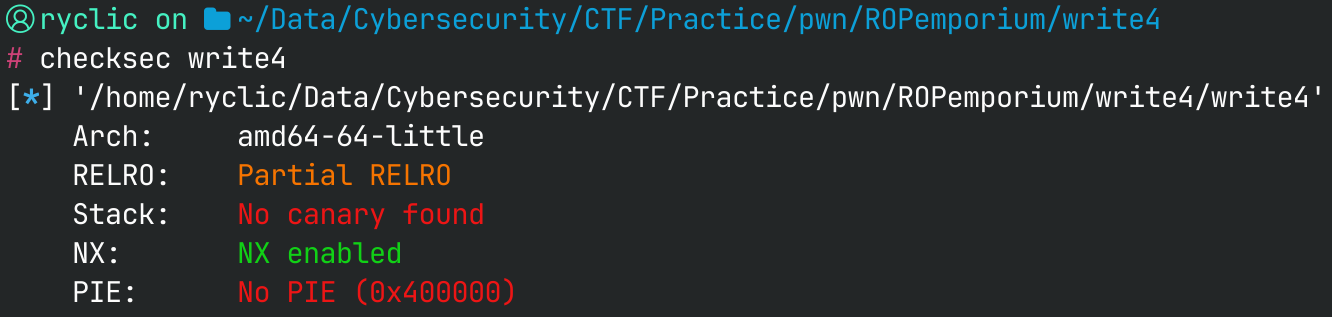 ryclic on ~/Data/Cybersecurity/CTF/Practice/pwn/ROPemporium/write4
# checksec write4
[*] '/home/ryclic/Data/Cybersecurity/CTF/Practice/pwn/ROPemporium/write4/write4'
Arch: amd64-64-little
RELRO: Partial RELRO
Stack: No canary found
NX: NX enabled
PIE: No PIE (0x400000)